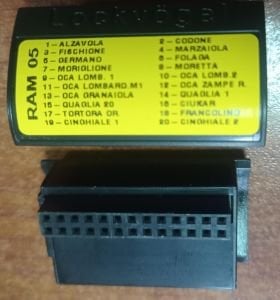 RAM 05
1 - ALZAVOLA
2 - CODONE
3 - FISCHIONE
4 - MARZAIOLA
5 - GERMANO
6 - FOLAGA
7 - MORIGLIONE
8 - MORETTA
9 - OCA LOMB. 1
10 - OCA LOMB.2
11 - OCA LOMBARD.M1
12 - OCA ZAMPE R.
13 - OCA GRANAIOLA
14 - QUAGLIA 1
15 - QUAGLIA 20
16 - CIUKAR
17 - TORTORA OR.
18 - FRANCOLINO
19 - CINGHIALE 1
20 - CINGHIALE 2